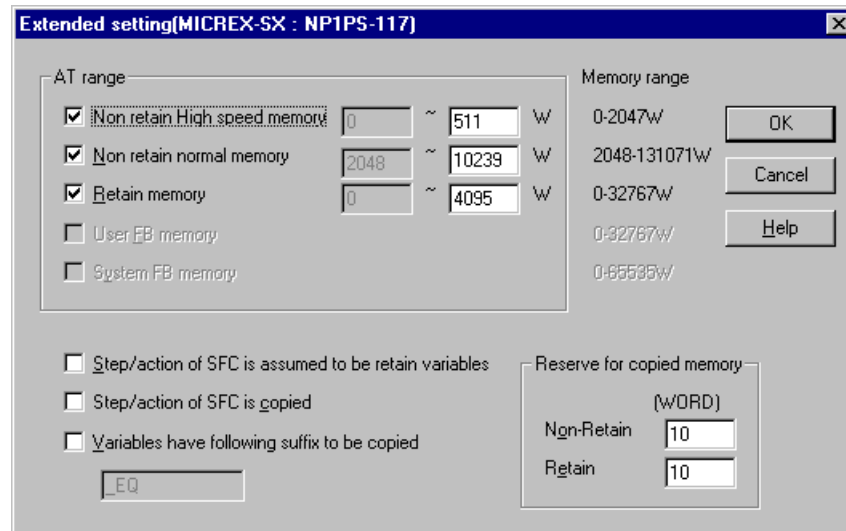 Extended setting(MICREX-SX : NP1PS-117)
AT range
Memory range
Non retain High speed memory 0 ~ 511 W 0-2047W
OK
Non retain normal memory 2048 ~ 10239 W 2048-131071W
Cancel
Retain memory 0 ~ 4095 W 0-32767W
Help
User FB memory 0-32767W
System FB memory 0-65535W
Step/action of SFC is assumed to be retain variables
Reserve for copied memory
Step/action of SFC is copied
(WORD)
Variables have following suffix to be copied
Non-Retain 10
_EQ
Retain 10